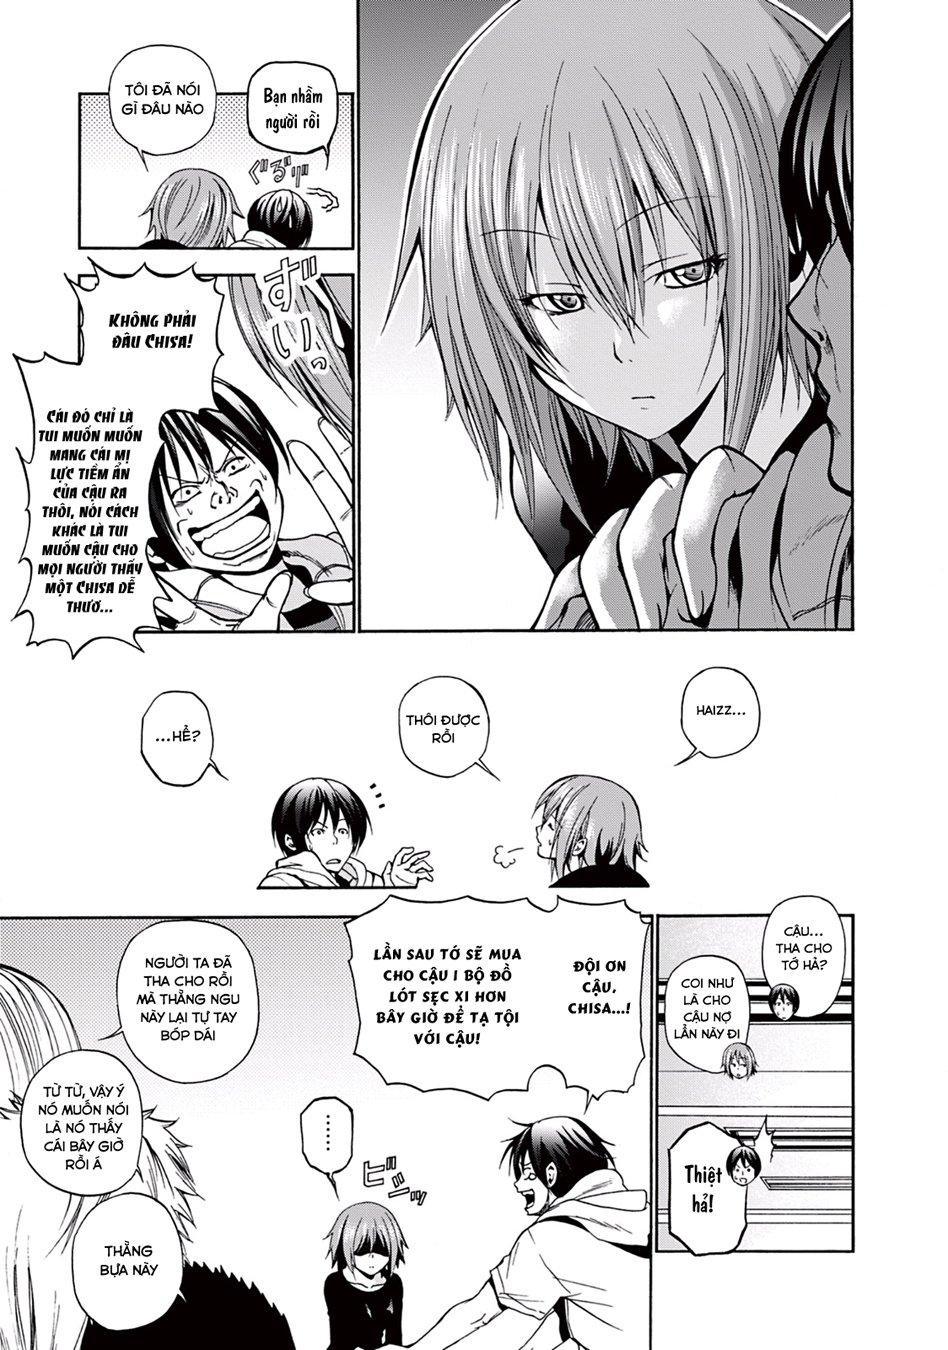 Bạn nhầm
người rồi
TÔI ĐÃ NÓI
GÌ ĐÂU NÀO
ぐるりっ
ずいっ
KHÔNG PHẢI
ĐÂU CHISA!
CÁI ĐÓ CHỈ LÀ
TUI MUỐN MUỐN
MANG CÁI MỊ
LỰC TIỀM ẨN
CỦA CẬU RA
THÔI, NÓI CÁCH
KHÁC LÀ TUI
MUỐN CẬU CHO
MỌI NGƯỜI THẤY
MỘT CHISA DỄ
THƯƠ...
HAIZZ...
THÔI ĐƯỢC
RỒI
...HỂ?
CẬU...
THA CHO
TỚ HẢ?
COI NHƯ
LÀ CHO
CẬU NỢ
LẦN NÀY ĐI
Thiệt
hả!
ĐỘI ƠN
CẬU,
CHISA...!
LẦN SAU TỚ SẼ MUA
CHO CẬU 1 BỘ ĐỒ
LÓT SẸC XI HƠN
BÂY GIỜ ĐỂ TẠ TỘI
VỚI CẬU!
......
ビシッ
NGƯỜI TA ĐÃ
THA CHO RỒI
MÀ THẰNG NGU
NÀY LẠI TỰ TAY
BÓP DÁI
TỪ TỪ, VẬY Ý
NÓ MUỐN NÓI
LÀ NÓ THẤY
CÁI BÂY GIỜ
RỒI Á
THẰNG
BỰA NÀY